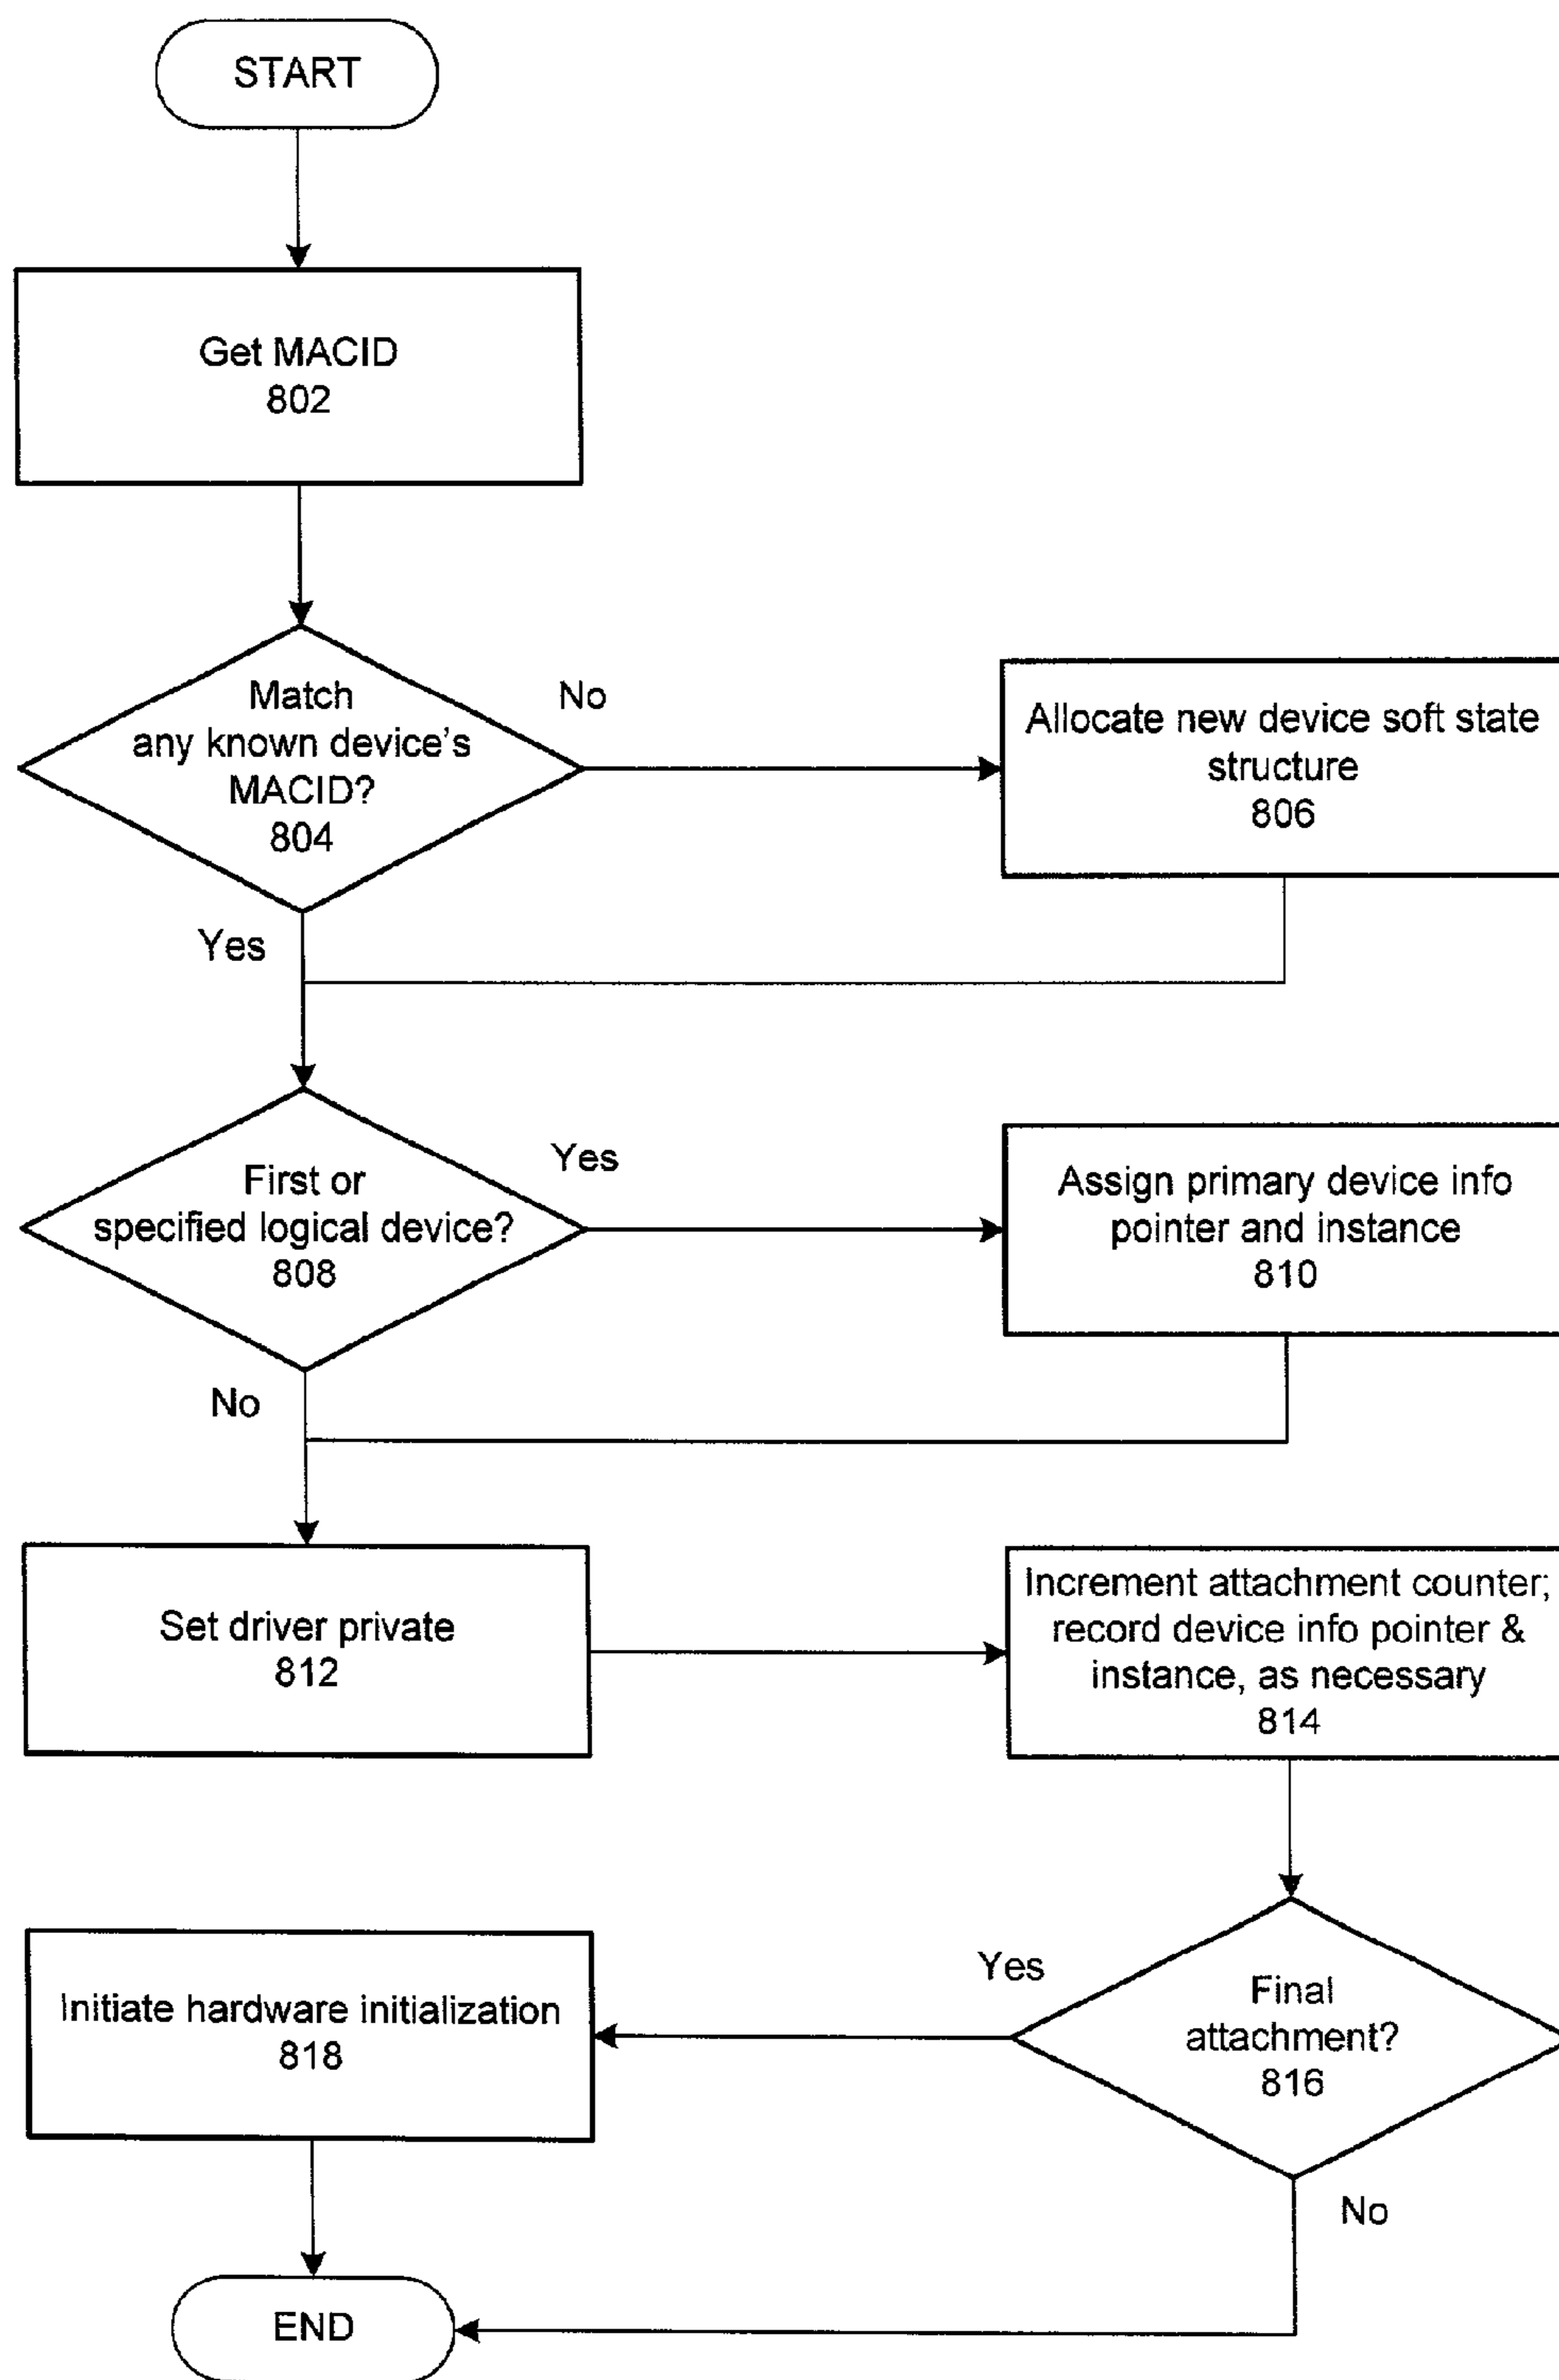 START
Get MACID
802
Match
any known device's
MACID?
804
No
Allocate new device soft state
structure
806
Yes
First or
specified logical device?
808
Yes
Assign primary device info
pointer and instance
810
No
Set driver private
812
Increment attachment counter;
record device info pointer &
instance, as necessary
814
Final
attachment?
816
Yes
Initiate hardware initialization
818
No
END